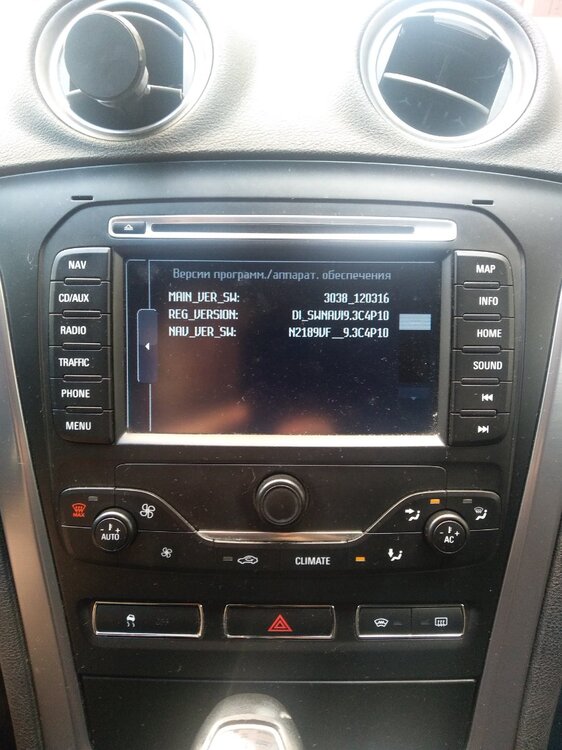 NAV
CD/AUX
RADIO
TRAFFIC
PHONE
MENU
Версии программ./аппарат. обеспечения
MAIN_VER_SW: 3038_120316
REG_VERSION: DI_SWNAVI9.3C4P10
NAV_VER_SW: N2189VF__9.3C4P10
MAP
INFO
HOME
SOUND
MAX
- +
AUTO
CLIMATE
- +
AC
OFF